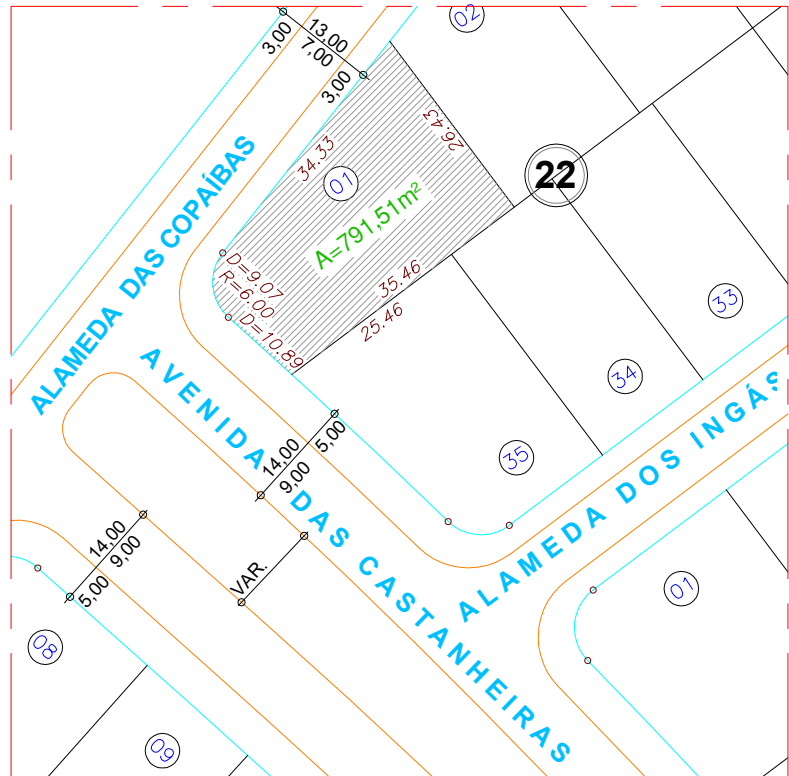 02
13,00
3,00
7,00
3,00
26.43
34.33
01
22
ALAMEDA DAS COPAÍBAS
A=791,51m²
D=9.07
R=6.00
D=10.89
35.46
25.46
33
34
35
AVENIDA DAS CASTANHEIRAS
ALAMEDA DOS INGÁS
14,00
5,00
9,00
14,00
9,00
5,00
VAR.
01
08
09